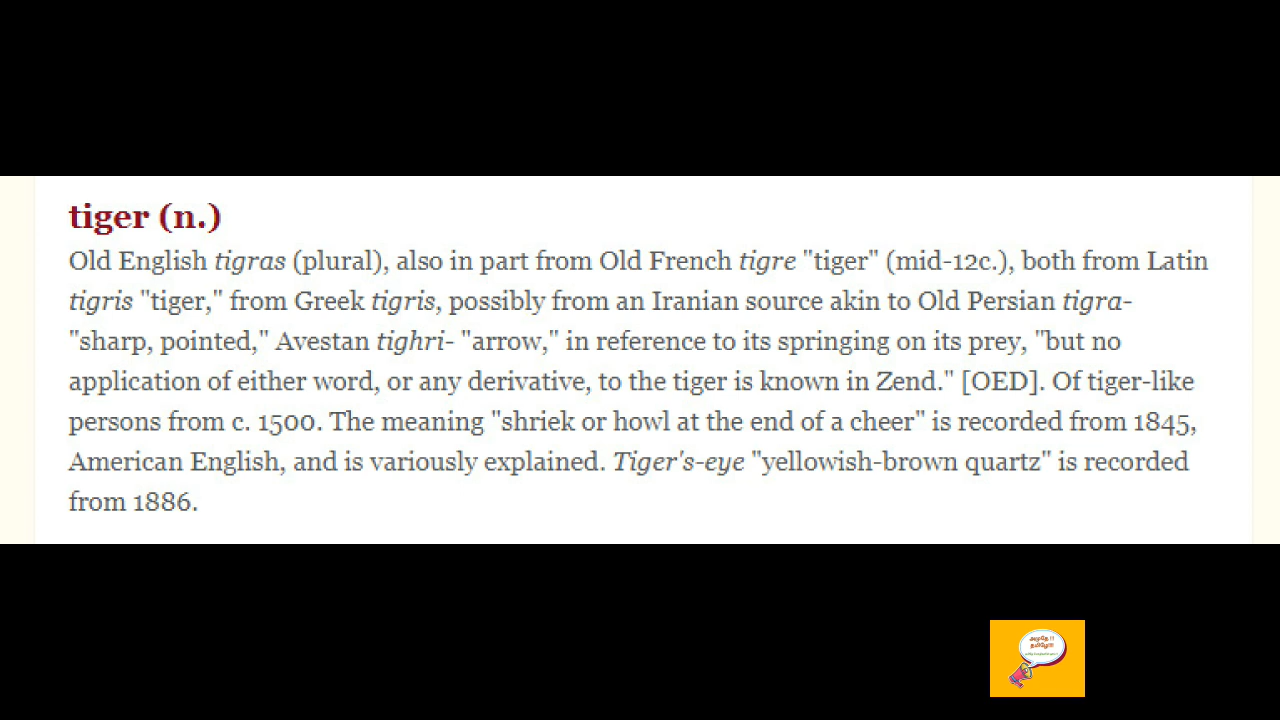 tiger (n.)
Old English tigras (plural), also in part from Old French tigre "tiger" (mid-12c.), both from Latin
tigris "tiger," from Greek tigris, possibly from an Iranian source akin to Old Persian tigra-
"sharp, pointed," Avestan tighri- "arrow," in reference to its springing on its prey, "but no
application of either word, or any derivative, to the tiger is known in Zend." [OED]. Of tiger-like
persons from c. 1500. The meaning "shriek or howl at the end of a cheer" is recorded from 1845,
American English, and is variously explained. Tiger's-eye "yellowish-brown quartz" is recorded
from 1886.
அமுதே !!
தமிழே!!!